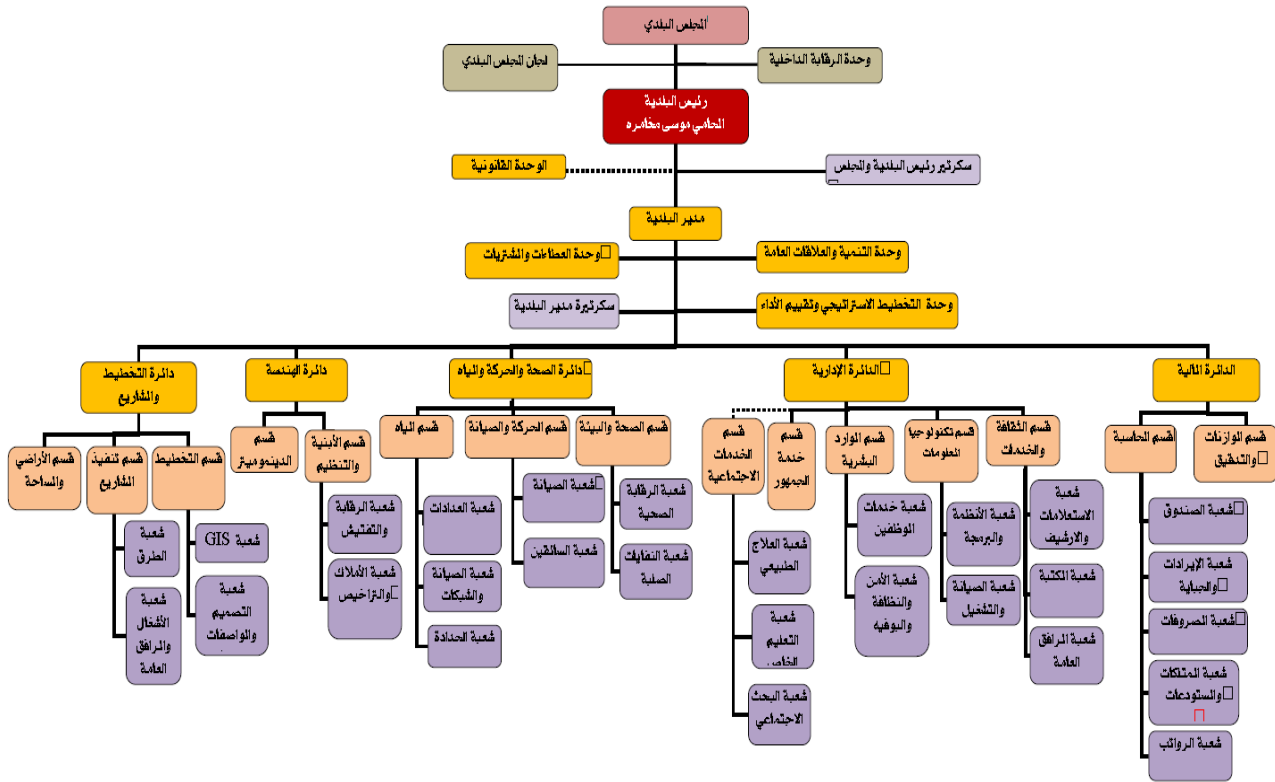 المجلس البلدي
وحدة الرقابة الداخلية
لجان المجلس البلدي
رئيس البلدية
المحامي موسى مخامره
سكرتير رئيس البلدية والمجلس
الوحدة القانونية
مدير البلدية
وحدة التنمية والعلاقات العامة
وحدة العطاءات والمشتريات
وحدة التخطيط الاستراتيجي وتقييم الأداء
سكرتيرة مدير البلدية
الدائرة المالية
الدائرة الإدارية
دائرة الصحة والحركة والمياه
دائرة الهندسة
دائرة التخطيط
والمشاريع
قسم الموازنات
والتدقيق
قسم المحاسبة
شعبة الصندوق
شعبة الإيرادات
والجباية
شعبة المصروفات
شعبة الممتلكات
والمستودعات
شعبة الرواتب
قسم الثقافة
والخدمات
شعبة
الاستعلامات
والارشيف
شعبة المكتبة
شعبة المرافق
العامة
قسم تكنولوجيا
المعلومات
شعبة الأنظمة
والبرمجة
شعبة الصيانة
والتشغيل
قسم الموارد
البشرية
شعبة خدمات
الموظفين
شعبة الأمن
والنظافة
والبوفيه
قسم
خدمة
الجمهور
قسم
الخدمات
الاجتماعية
شعبة العلاج
الطبيعي
شعبة
التعليم
الخاص
شعبة البحث
الاجتماعي
قسم الصحة والبيئة
شعبة الرقابة
الصحية
شعبة النفايات
الصلبة
قسم الحركة والصيانة
شعبة الصيانة
شعبة السائقين
قسم المياه
شعبة العدادات
شعبة الصيانة
والشبكات
شعبة الحدادة
قسم الأبنية
والتنظيم
شعبة الرقابة
والتفتيش
شعبة الأملاك
والتراخيص
قسم
الدينوميتر
قسم التخطيط
شعبة GIS
شعبة
التصميم
والمواصفات
قسم تنفيذ
المشاريع
شعبة
الطرق
شعبة
الأشغال
والمرافق
العامة
قسم الأراضي
والمساحة